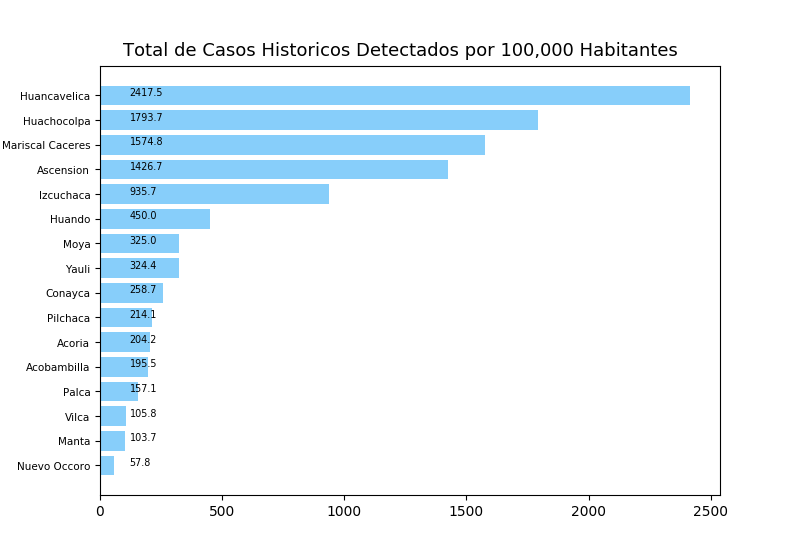 Total de Casos Historicos Detectados por 100,000 Habitantes
Huancavelica 2417.5
Huachocolpa 1793.7
Mariscal Caceres 1574.8
Ascension 1426.7
Izcuchaca 935.7
Huando 450.0
Moya 325.0
Yauli 324.4
Conayca 258.7
Pilchaca 214.1
Acoria 204.2
Acobambilla 195.5
Palca 157.1
Vilca 105.8
Manta 103.7
Nuevo Occoro 57.8
0 500 1000 1500 2000 2500